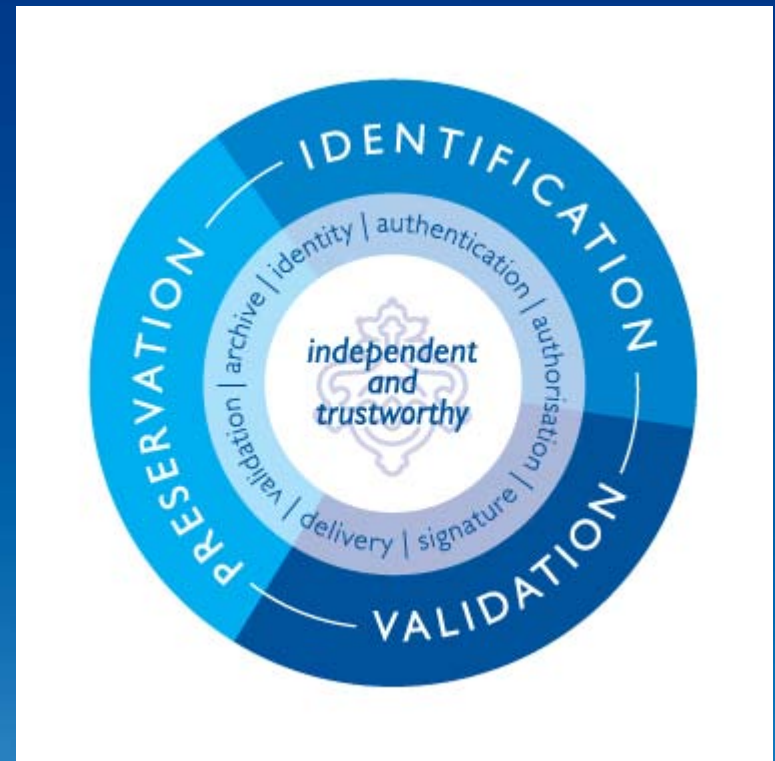 IDENTIFICATION
VALIDATION
PRESERVATION
identity | authentication | authorisation | signature | delivery | validation | archive |
independent
and
trustworthy